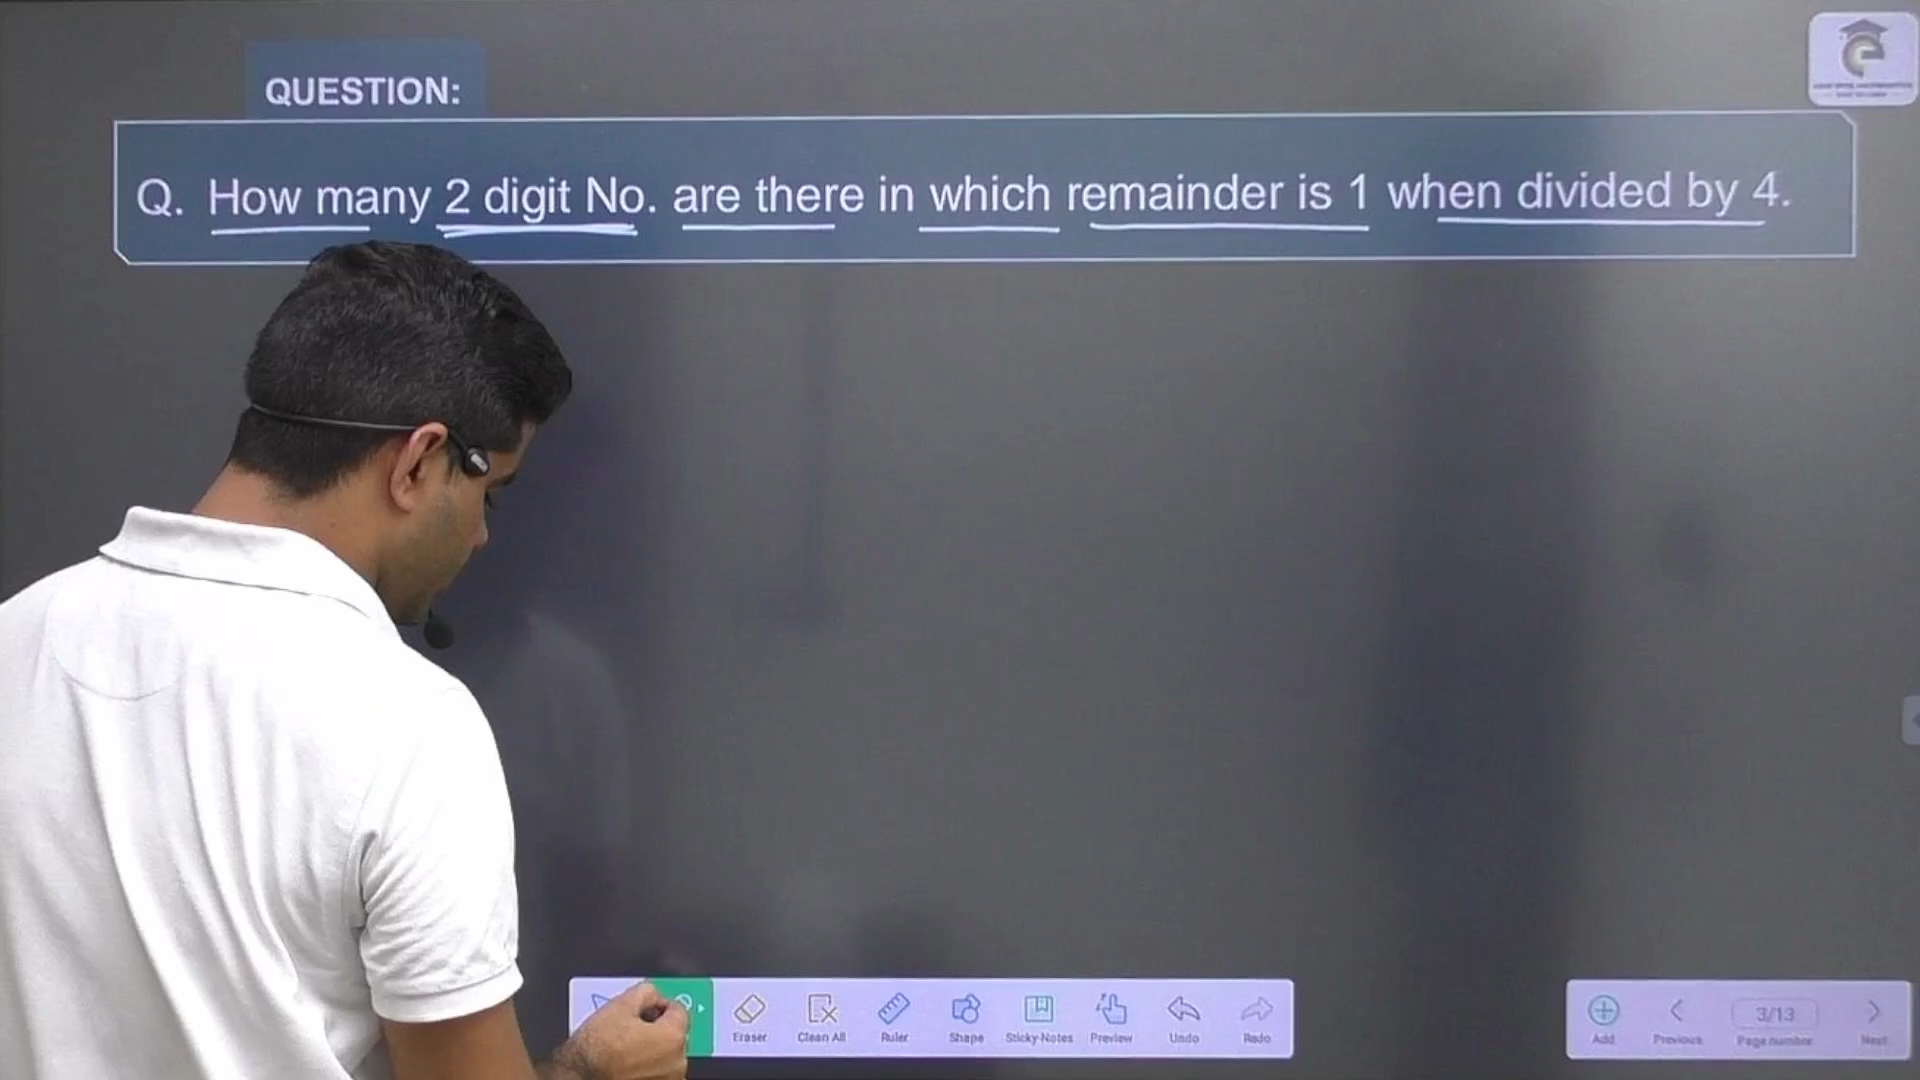 QUESTION:
Q. How many 2 digit No. are there in which remainder is 1 when divided by 4.
Eraser
Clean All
Ruler
Shape
Sticky-Notes
Preview
Undo
Redo
Add
Previous
3/13
Page number
Next